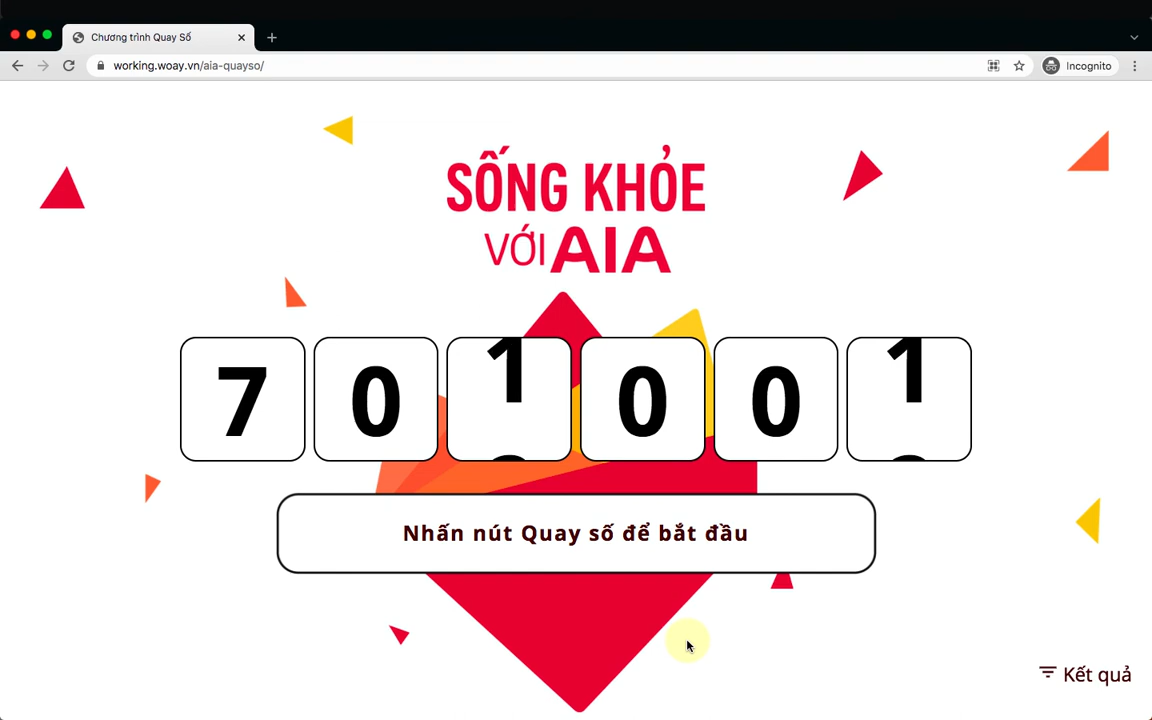 Chương trình Quay Số
working.woay.vn/aia-quayso/
Incognito
SỐNG KHỎE
VỚI AIA
7 0 1 0 0 1
Nhấn nút Quay số để bắt đầu
Kết quả